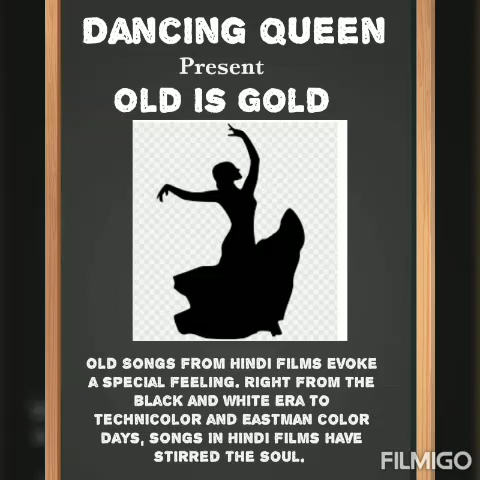 DANCING QUEEN
Present
OLD IS GOLD
OLD SONGS FROM HINDI FILMS EVOKE
A SPECIAL FEELING. RIGHT FROM THE
BLACK AND WHITE ERA TO
TECHNICOLOR AND EASTMAN COLOR
DAYS, SONGS IN HINDI FILMS HAVE
STIRRED THE SOUL.
FILMIGO